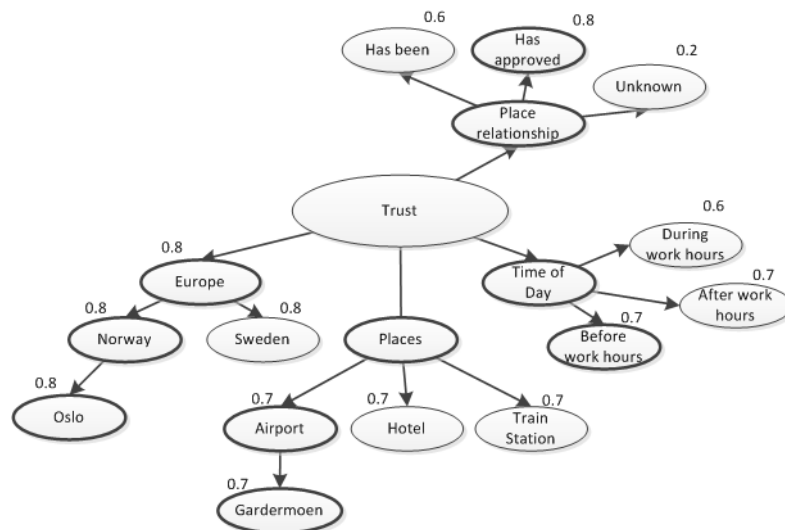 0.6
Has been
0.8
Has
approved
0.2
Unknown
Place
relationship
Trust
0.8
Europe
0.6
During
work hours
Time of
Day
0.7
After work
hours
0.8
Norway
0.8
Sweden
Places
0.7
Before
work hours
0.8
Oslo
0.7
Airport
0.7
Hotel
0.7
Train
Station
0.7
Gardermoen